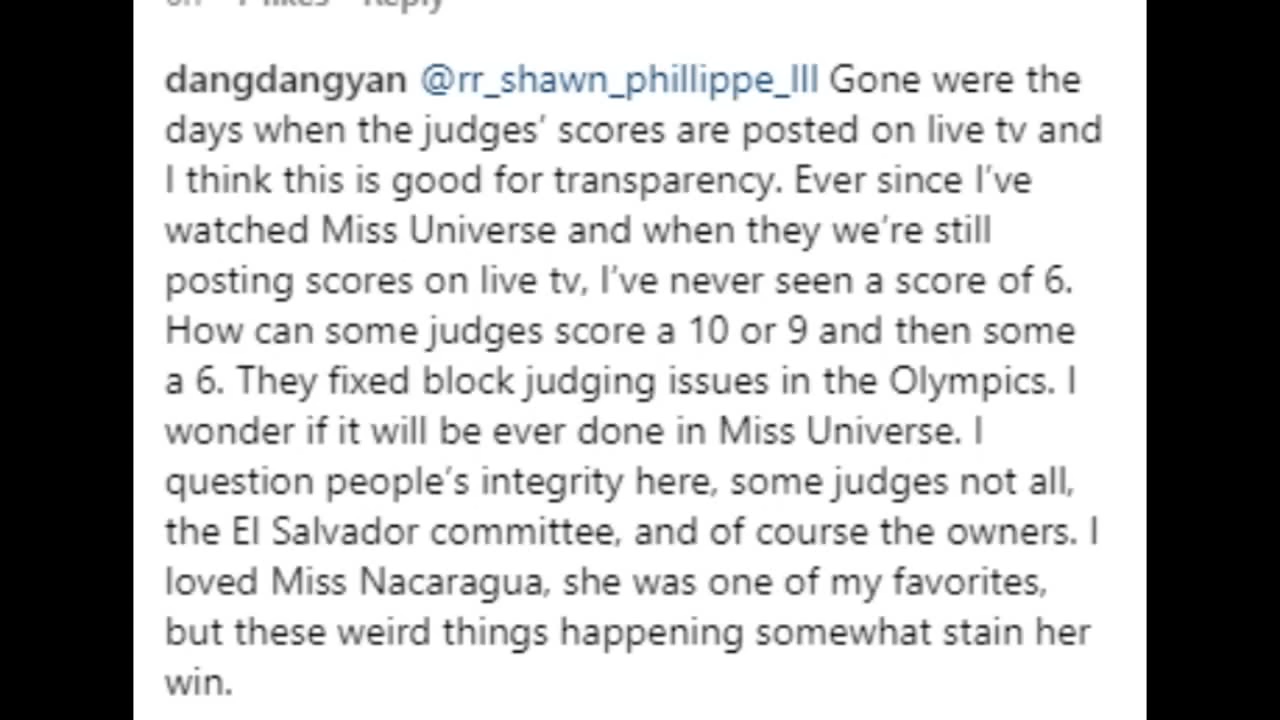 7 likes Reply
dangdangyan @rr_shawn_phillippe_lll Gone were the
days when the judges’ scores are posted on live tv and
I think this is good for transparency. Ever since I’ve
watched Miss Universe and when they we’re still
posting scores on live tv, I’ve never seen a score of 6.
How can some judges score a 10 or 9 and then some
a 6. They fixed block judging issues in the Olympics. I
wonder if it will be ever done in Miss Universe. I
question people’s integrity here, some judges not all,
the El Salvador committee, and of course the owners. I
loved Miss Nacaragua, she was one of my favorites,
but these weird things happening somewhat stain her
win.